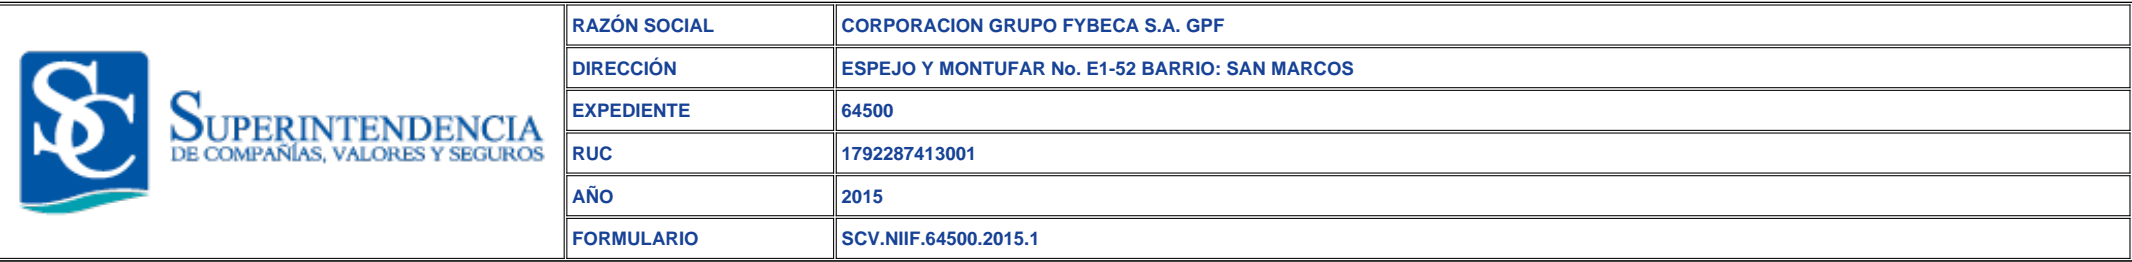 SC
SUPERINTENDENCIA
DE COMPAÑÍAS, VALORES Y SEGUROS
RAZÓN SOCIAL CORPORACION GRUPO FYBECA S.A. GPF
DIRECCIÓN ESPEJO Y MONTUFAR No. E1-52 BARRIO: SAN MARCOS
EXPEDIENTE 64500
RUC 1792287413001
AÑO 2015
FORMULARIO SCV.NIIF.64500.2015.1